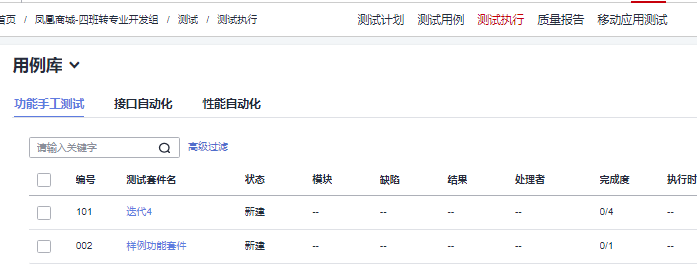 首页 / 凤凰商城-四班转专业开发组 / 测试 / 测试执行 测试计划 测试用例 测试执行 质量报告 移动应用测试
用例库
功能手工测试 接口自动化 性能自动化
请输入关键字 高级过滤
编号 测试套件名 状态 模块 缺陷 结果 处理者 完成度 执行时
101 迭代4 新建 -- -- -- -- 0/4 --
002 样例功能套件 新建 -- -- -- -- 0/1 --